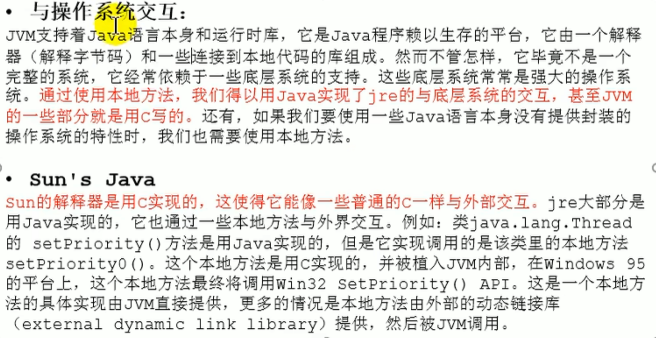 • 与操作系统交互：
JVM支持着Java语言本身和运行时库，它是Java程序赖以生存的平台，它由一个解释
器（解释字节码）和一些连接到本地代码的库组成。然而不管怎样，它毕竟不是一个
完整的系统，它经常依赖于一些底层系统的支持。这些底层系统常常是强大的操作系
统。通过使用本地方法，我们得以用Java实现了jre的与底层系统的交互，甚至JVM
的一些部分就是用C写的。还有，如果我们要使用一些Java语言本身没有提供封装的
操作系统的特性时，我们也需要使用本地方法。
• Sun's Java
Sun的解释器是用C实现的，这使得它能像一些普通的C一样与外部交互。jre大部分是
用Java实现的，它也通过一些本地方法与外界交互。例如：类java.lang.Thread
的 setPriority()方法是用Java实现的，但是它实现调用的是该类里的本地方法
setPriority0()。这个本地方法是用C实现的，并被植入JVM内部，在Windows 95
的平台上，这个本地方法最终将调用Win32 SetPriority() API。这是一个本地方
法的具体实现由JVM直接提供，更多的情况是本地方法由外部的动态链接库
（external dynamic link library）提供，然后被JVM调用。